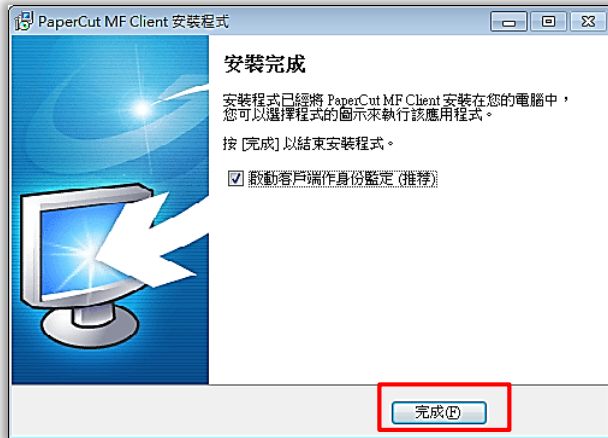 PaperCut MF Client 安裝程式
安裝完成
安裝程式已經將 PaperCut MF Client 安裝在您的電腦中，
您可以選擇程式的圖示來執行該應用程式。
按 [完成] 以結束安裝程式。
啟動客戶端作身份監定 (推荐)
完成(F)